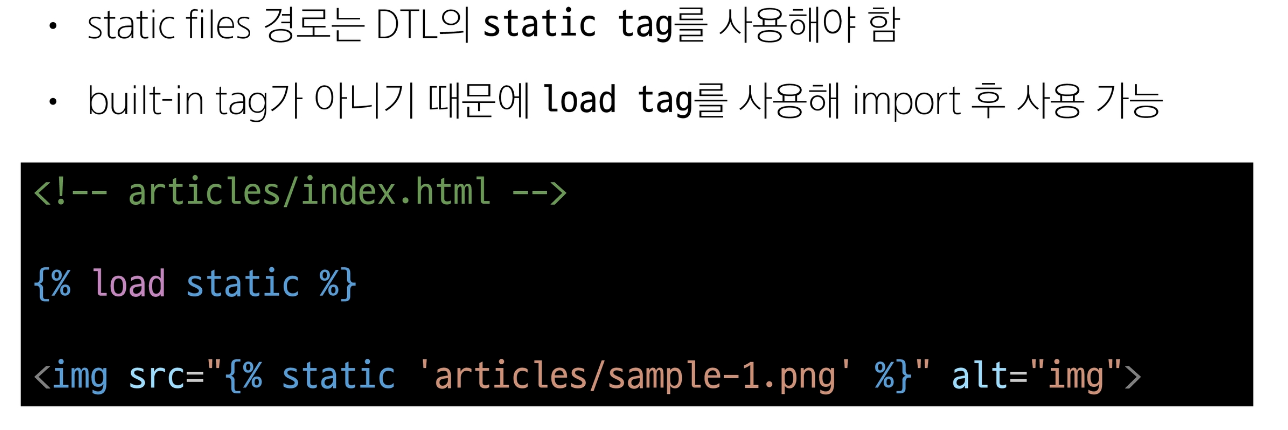 • static files 경로는 DTL의 static tag를 사용해야 함
• built-in tag가 아니기 때문에 load tag를 사용해 import 후 사용 가능
<!-- articles/index.html -->
{% load static %}
<img src="{% static 'articles/sample-1.png' %}" alt="img">